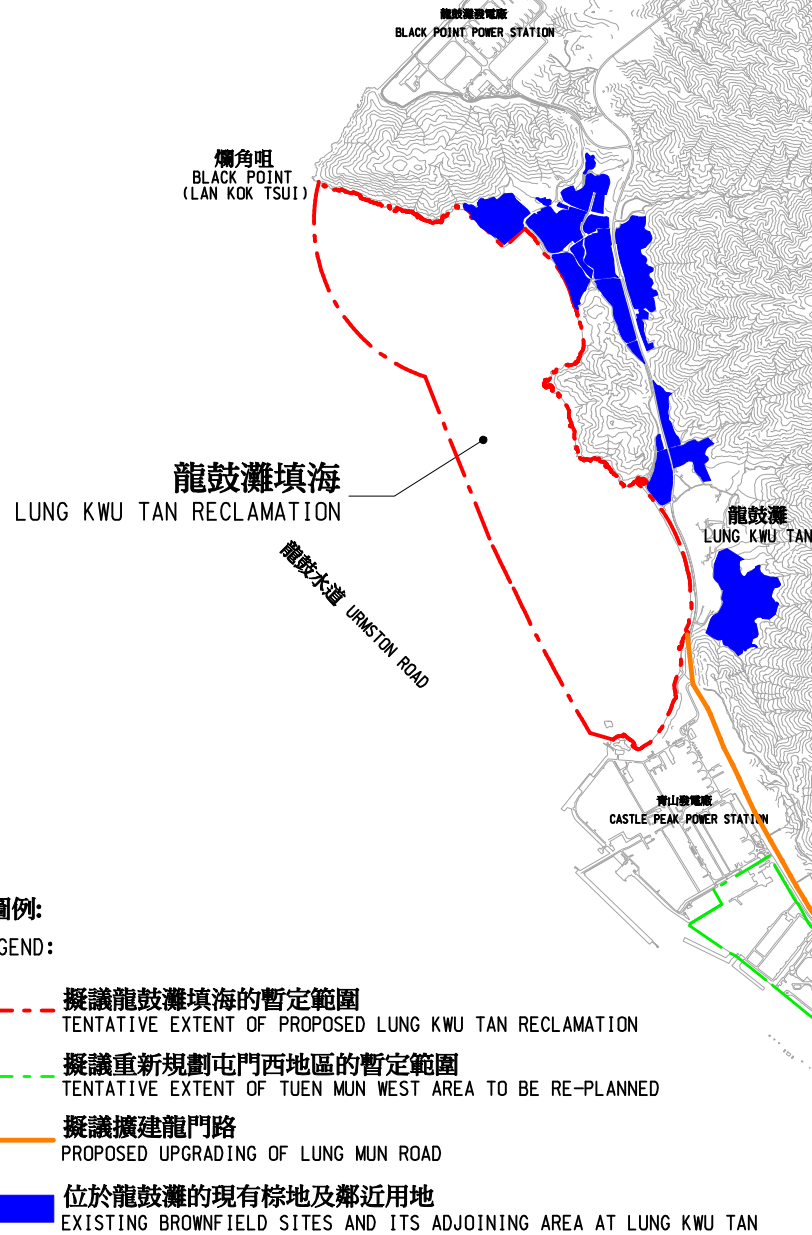 龍鼓灘發電廠
BLACK POINT POWER STATION
爛角咀
BLACK POINT
(LAN KOK TSUI)
龍鼓灘填海
LUNG KWU TAN RECLAMATION
龍鼓灘
LUNG KWU TAN
龍鼓水道 URMSTON ROAD
青山發電廠
CASTLE PEAK POWER STATION
圖例:
GEND:
擬議龍鼓灘填海的暫定範圍
TENTATIVE EXTENT OF PROPOSED LUNG KWU TAN RECLAMATION
擬議重新規劃屯門西地區的暫定範圍
TENTATIVE EXTENT OF TUEN MUN WEST AREA TO BE RE-PLANNED
擬議擴建龍門路
PROPOSED UPGRADING OF LUNG MUN ROAD
位於龍鼓灘的現有棕地及鄰近用地
EXISTING BROWNFIELD SITES AND ITS ADJOINING AREA AT LUNG KWU TAN